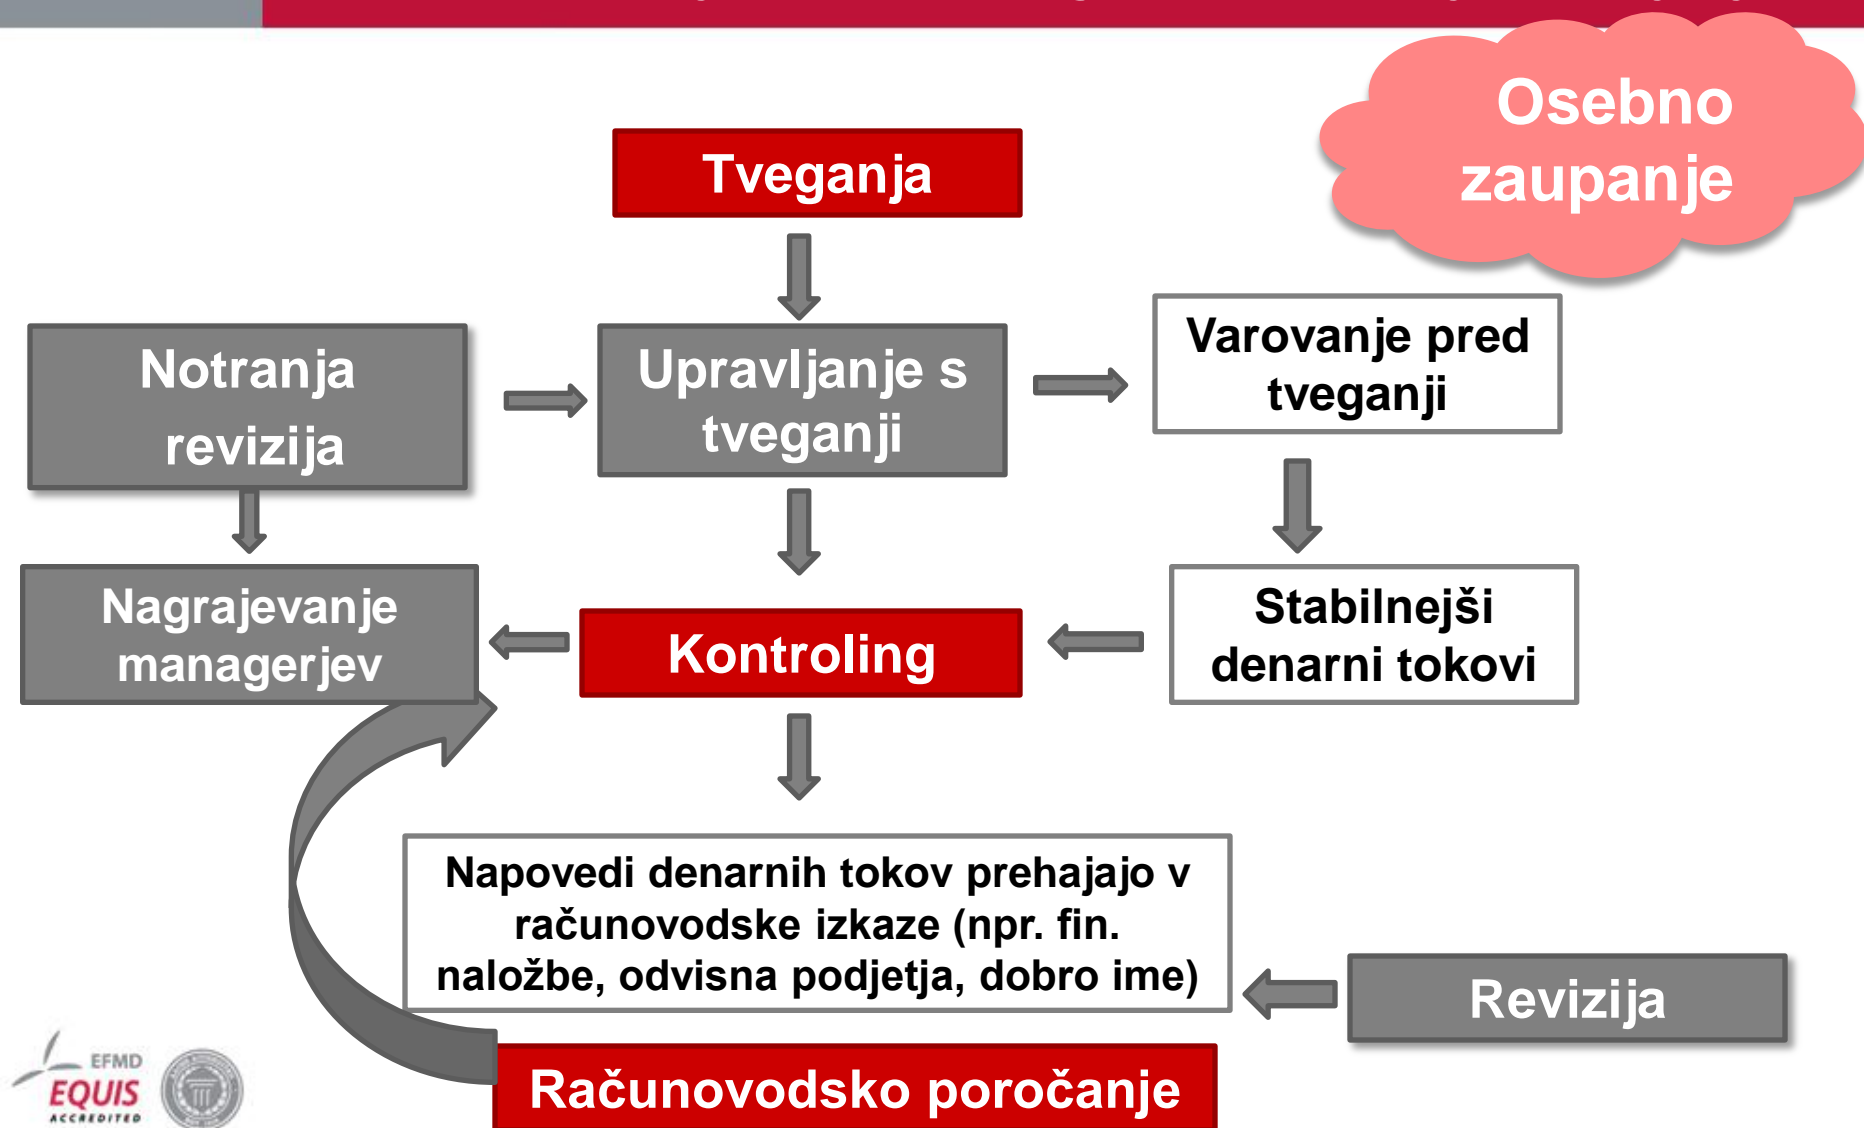 Osebno
zaupanje
Tveganja
Notranja
revizija
Upravljanje s
tveganji
Varovanje pred
tveganji
Nagrajevanje
managerjev
Kontroling
Stabilnejši
denarni tokovi
Napovedi denarnih tokov prehajajo v
računovodske izkaze (npr. fin.
naložbe, odvisna podjetja, dobro ime)
Revizija
Računovodsko poročanje
EFMD
EQUIS
ACCREDITED